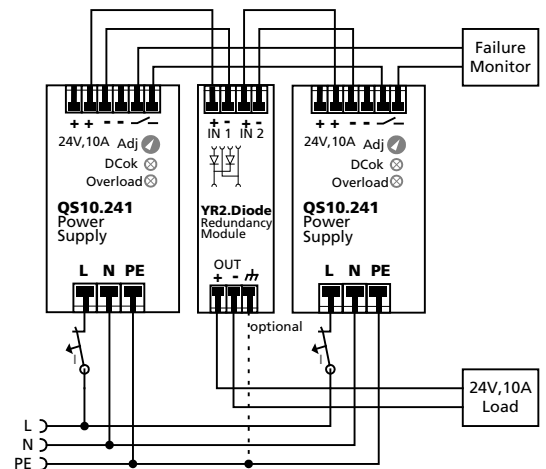 Failure
Monitor
+ + - -
24V,10A Adj
DCok
Overload
QS10.241
Power
Supply
L N PE
I
+ - + -
IN 1 IN 2
YR2.Diode
Redundancy
Module
OUT
+ -
optional
+ + - -
24V,10A Adj
DCok
Overload
QS10.241
Power
Supply
L N PE
I
24V,10A
Load
L
N
PE